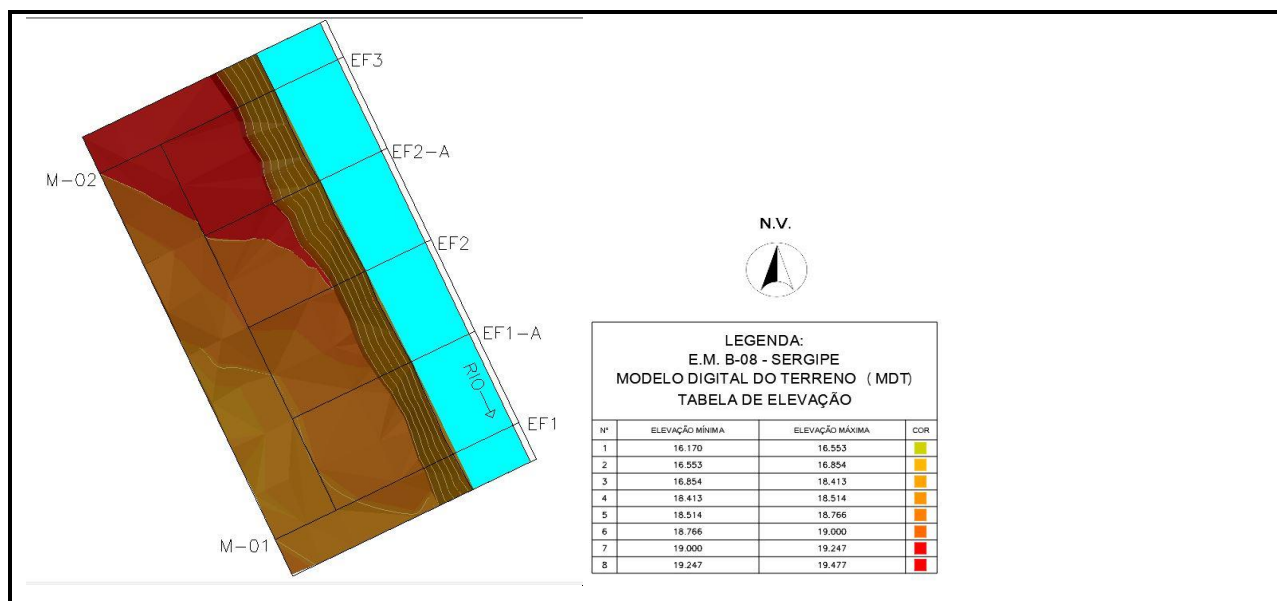 EF3
EF2-A
M-02
EF2
EF1-A
RIO
EF1
M-01
N.V.
LEGENDA:
E.M. B-08 - SERGIPE
MODELO DIGITAL DO TERRENO ( MDT)
TABELA DE ELEVAÇÃO
N° ELEVAÇÃO MÍNIMA ELEVAÇÃO MÁXIMA COR
1 16.170 16.553
2 16.553 16.854
3 16.854 18.413
4 18.413 18.514
5 18.514 18.766
6 18.766 19.000
7 19.000 19.247
8 19.247 19.477